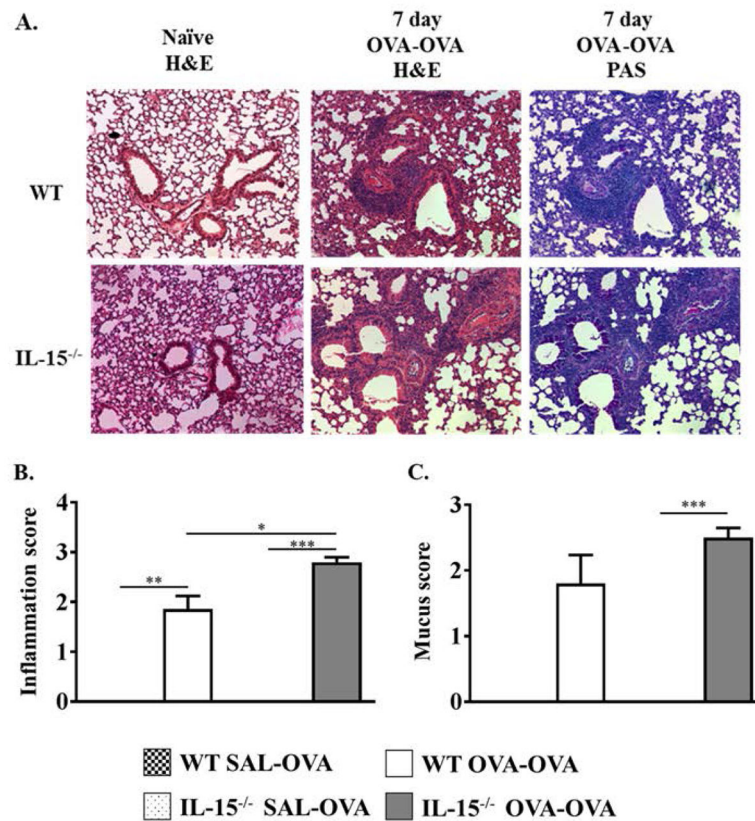 A.
Naïve
H&E
7 day
OVA-OVA
H&E
7 day
OVA-OVA
PAS
WT
IL-15-/-
B.
Inflammation score
4
3
2
1
0
**
*
***
C.
Mucus score
3
2
1
0
***
WT SAL-OVA
WT OVA-OVA
IL-15-/- SAL-OVA
IL-15-/- OVA-OVA